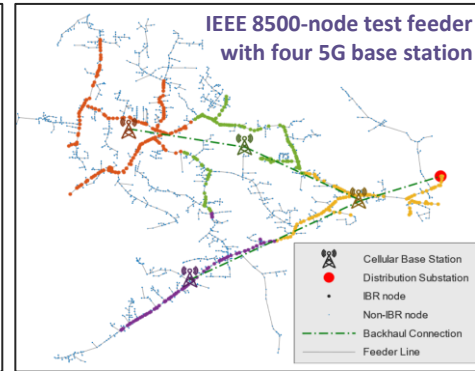 IEEE 8500-node test feeder
with four 5G base station
Cellular Base Station
Distribution Substation
IBR node
Non-IBR node
Backhaul Connection
Feeder Line